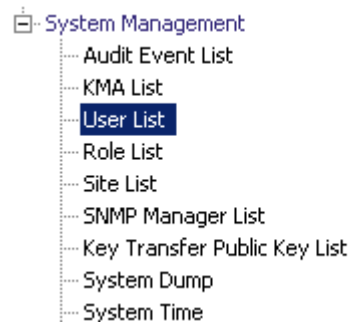 System Management
Audit Event List
KMA List
User List
Role List
Site List
SNMP Manager List
Key Transfer Public Key List
System Dump
System Time